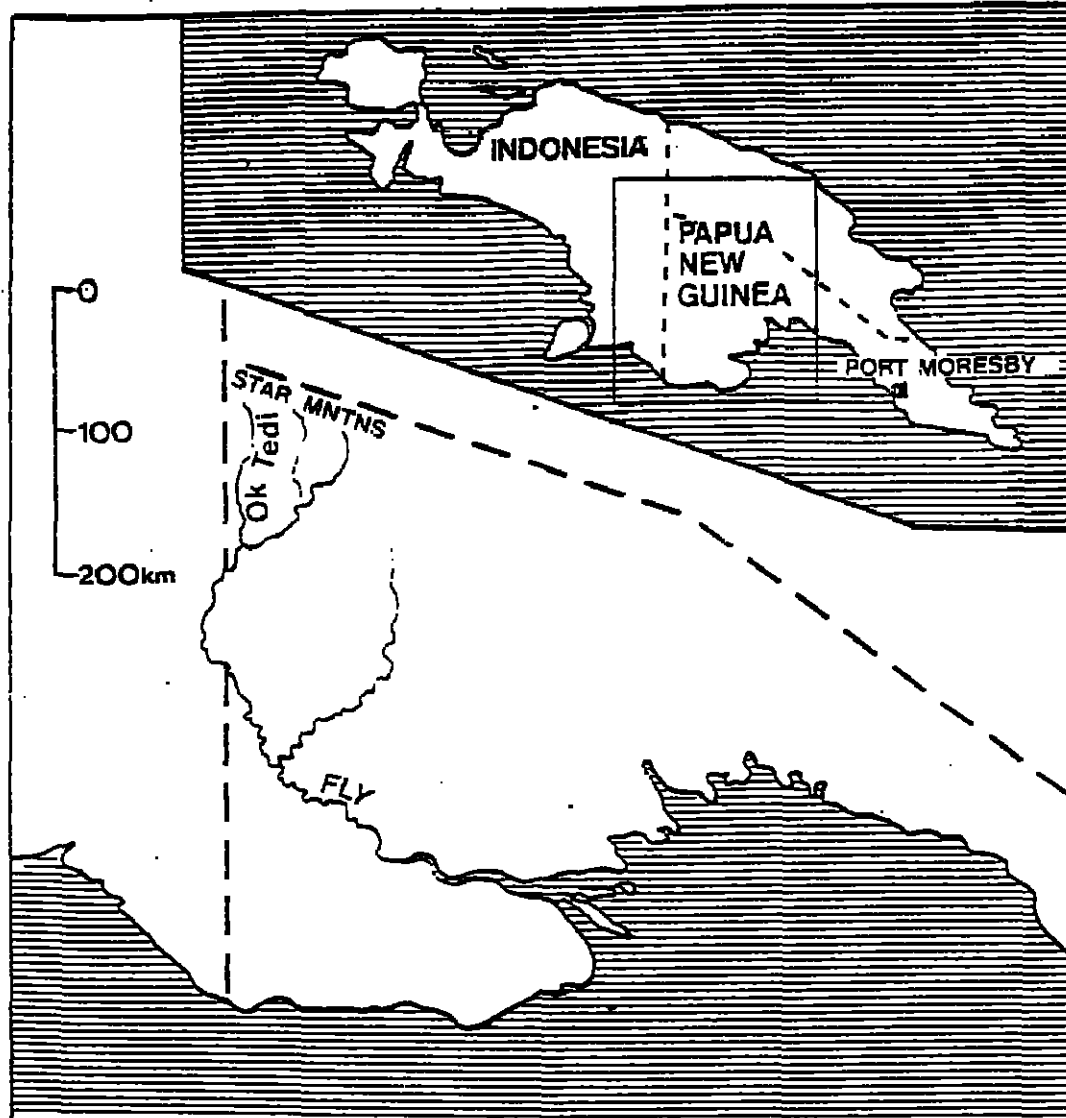 INDONESIA
PAPUA
NEW
GUINEA
PORT MORESBY
0
100
200km
STAR MNTNS
Ok Tedi
FLY